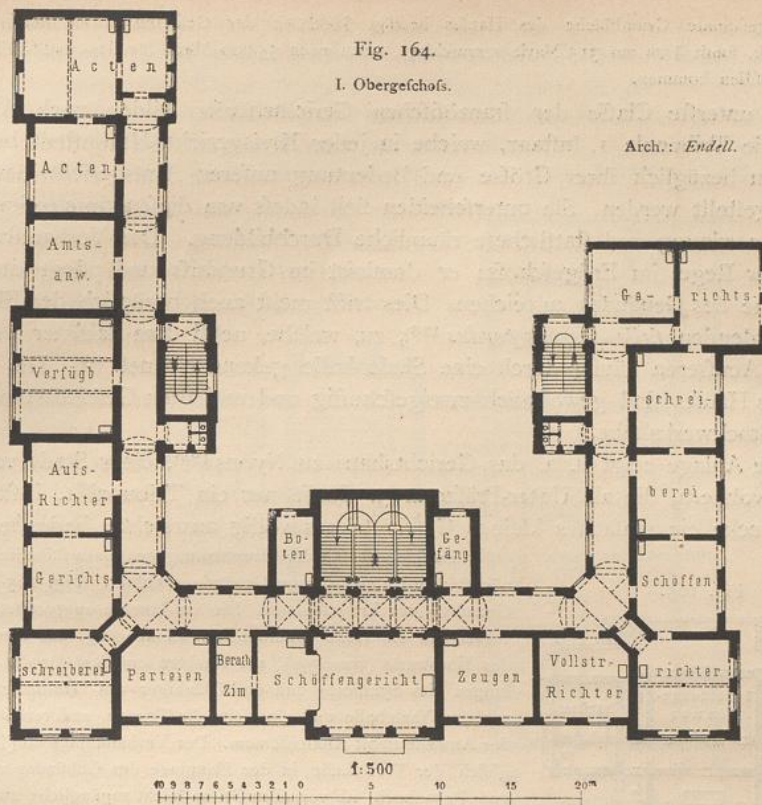 Fig. 164.
I. Obergeschoſs.
Arch.: Endell.
Acten
Acten
Amts-
anw.
Verfügb
Aufs-
Richter
Gerichts
schreiberei
Parteien
Berath
Zim
Schöffengericht
Zeugen
Vollstr-
Richter
richter
Schöffen
berei
schrei-
Ga-
richts-
Bo-
ten
Ge-
fäng
1:500
10 9 8 7 6 5 4 3 2 1 0 5 10 15 20m